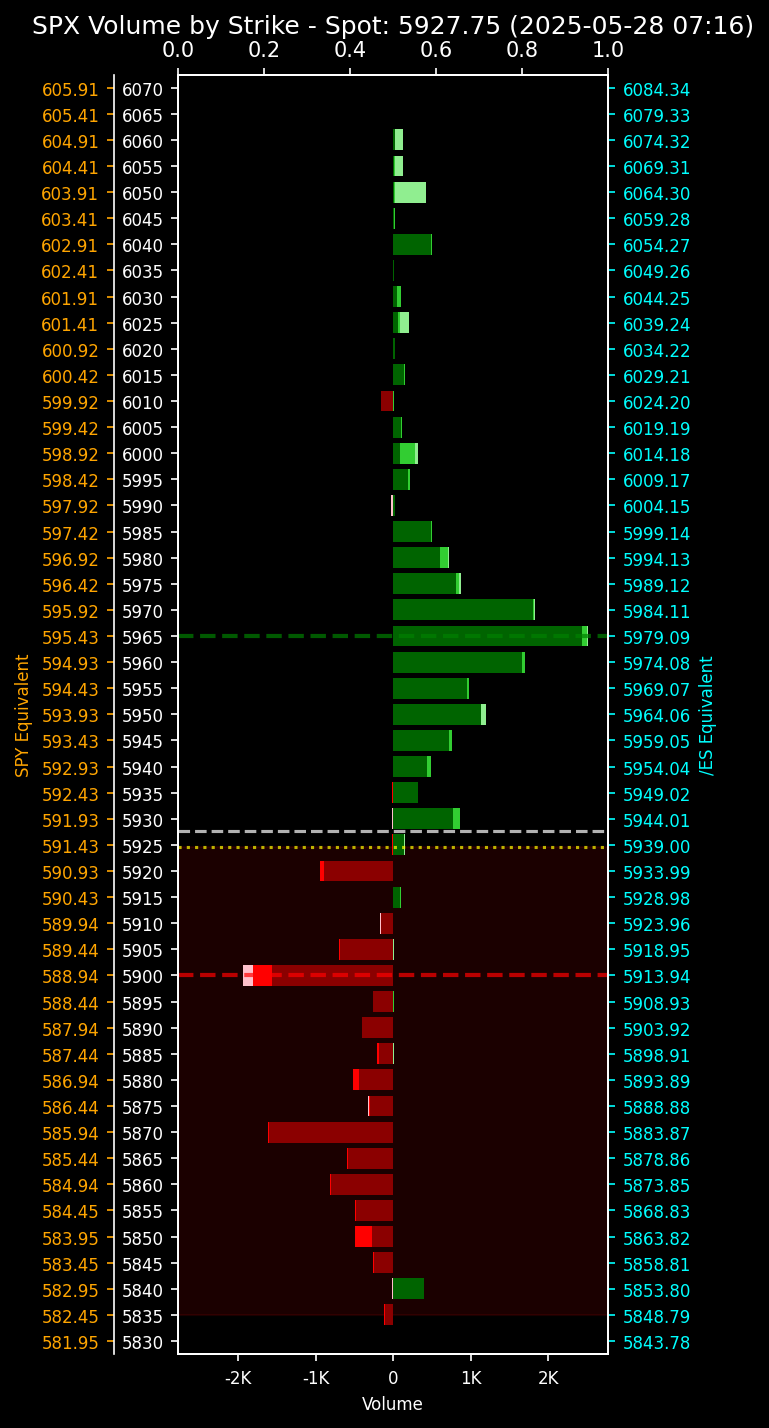 SPX Volume by Strike - Spot: 5927.75 (2025-05-28 07:16)
0.0 0.2 0.4 0.6 0.8 1.0
605.91 6070 6084.34
605.41 6065 6079.33
604.91 6060 6074.32
604.41 6055 6069.31
603.91 6050 6064.30
603.41 6045 6059.28
602.91 6040 6054.27
602.41 6035 6049.26
601.91 6030 6044.25
601.41 6025 6039.24
600.92 6020 6034.22
600.42 6015 6029.21
599.92 6010 6024.20
599.42 6005 6019.19
598.92 6000 6014.18
598.42 5995 6009.17
597.92 5990 6004.15
597.42 5985 5999.14
596.92 5980 5994.13
596.42 5975 5989.12
595.92 5970 5984.11
595.43 5965 5979.09
594.93 5960 5974.08
594.43 5955 5969.07
593.93 5950 5964.06
593.43 5945 5959.05
592.93 5940 5954.04
592.43 5935 5949.02
591.93 5930 5944.01
591.43 5925 5939.00
590.93 5920 5933.99
590.43 5915 5928.98
589.94 5910 5923.96
589.44 5905 5918.95
588.94 5900 5913.94
588.44 5895 5908.93
587.94 5890 5903.92
587.44 5885 5898.91
586.94 5880 5893.89
586.44 5875 5888.88
585.94 5870 5883.87
585.44 5865 5878.86
584.94 5860 5873.85
584.45 5855 5868.83
583.95 5850 5863.82
583.45 5845 5858.81
582.95 5840 5853.80
582.45 5835 5848.79
581.95 5830 5843.78
SPY Equivalent
/ES Equivalent
-2K -1K 0 1K 2K
Volume